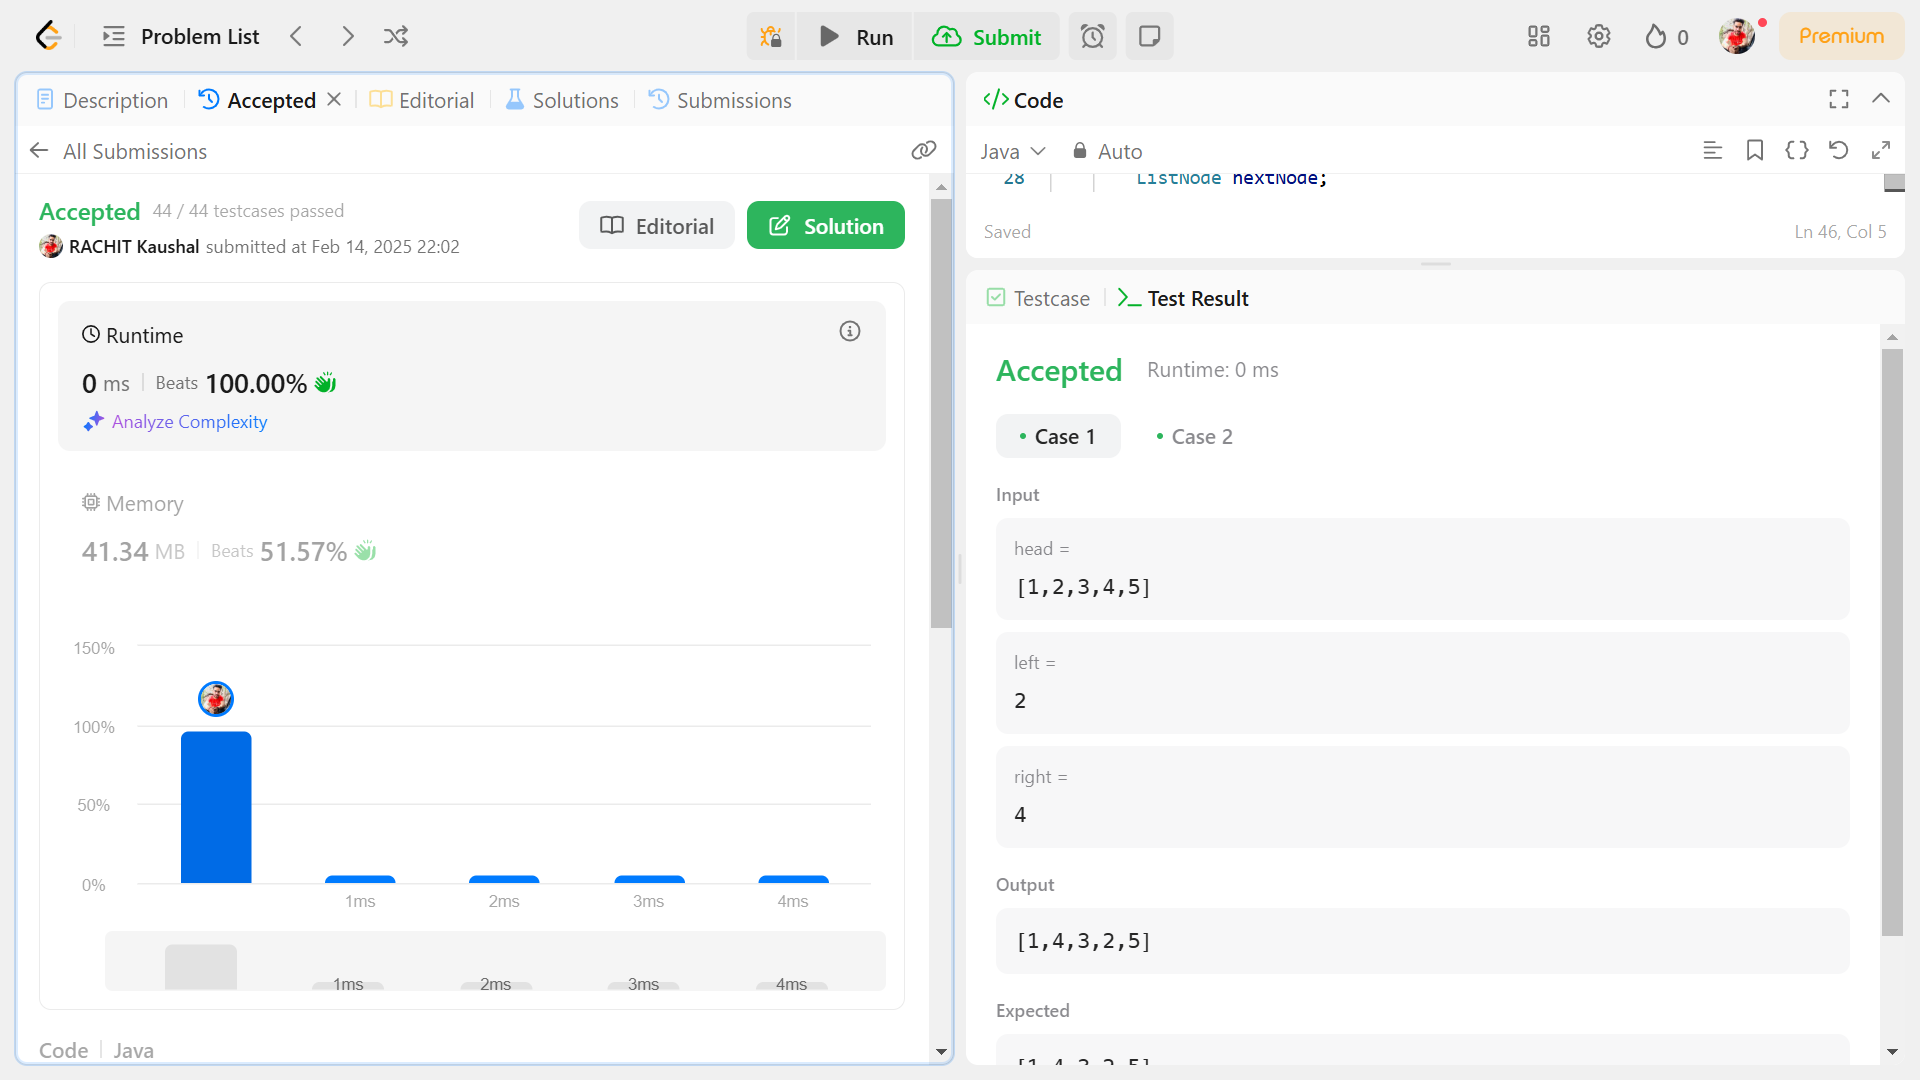 Problem List
Run
Submit
0
Premium
Description
Accepted
Editorial
Solutions
Submissions
All Submissions
Accepted 44 / 44 testcases passed
RACHIT Kaushal submitted at Feb 14, 2025 22:02
Editorial
Solution
Runtime
0 ms Beats 100.00%
Analyze Complexity
Memory
41.34 MB Beats 51.57%
150%
100%
50%
0%
1ms 2ms 3ms 4ms
1ms 2ms 3ms 4ms
Code Java
</> Code
Java Auto
28 ListNode nextNode;
Saved Ln 46, Col 5
Testcase
Test Result
Accepted Runtime: 0 ms
Case 1 Case 2
Input
head =
[1,2,3,4,5]
left =
2
right =
4
Output
[1,4,3,2,5]
Expected
[1,4,3,2,5]